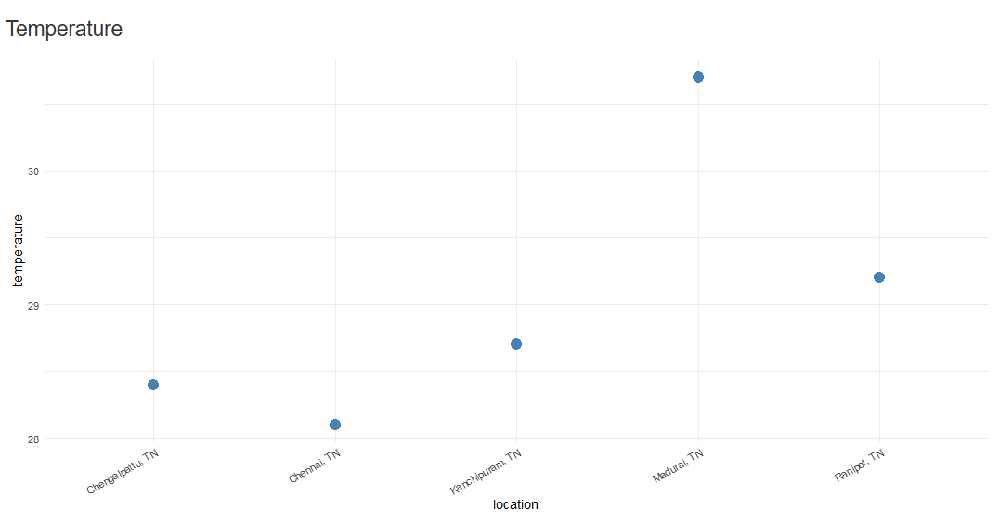 Temperature
temperature
30
29
28
Chengalpattu, TN
Chennai, TN
Kanchipuram, TN
Madurai, TN
Ranipet, TN
location